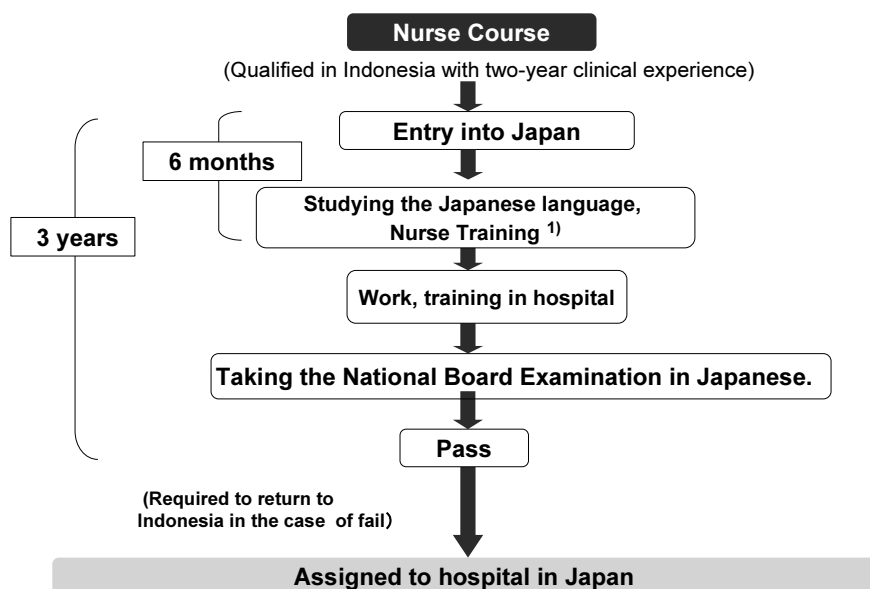 Nurse Course
(Qualified in Indonesia with two-year clinical experience)
Entry into Japan
6 months
Studying the Japanese language,
Nurse Training 1)
3 years
Work, training in hospital
Taking the National Board Examination in Japanese.
Pass
(Required to return to
Indonesia in the case of fail）
Assigned to hospital in Japan